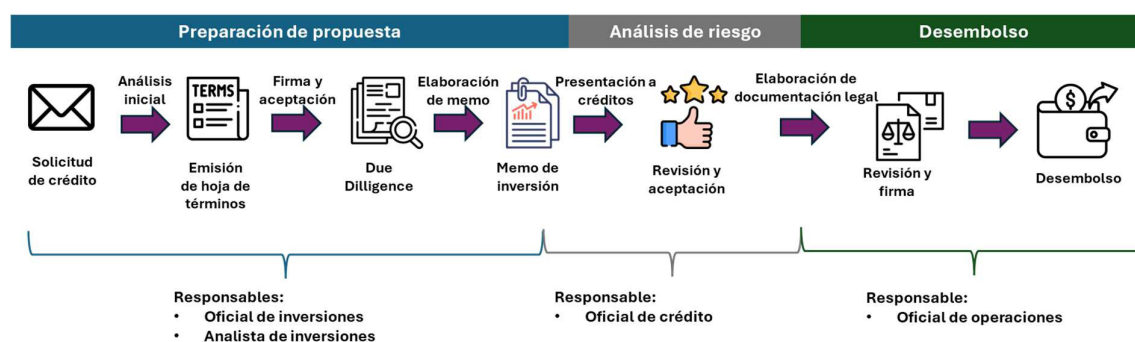 Preparación de propuesta
Análisis de riesgo
Desembolso
Análisis
inicial
Firma y
aceptación
Elaboración
de memo
Presentación a
créditos
Elaboración de
documentación legal
TERMS
$
Solicitud
de crédito
Emisión
de hoja de
términos
Due
Dilligence
Memo de
inversión
Revisión y
aceptación
Revisión y
firma
Desembolso
Responsables:
• Oficial de inversiones
• Analista de inversiones
Responsable:
• Oficial de crédito
Responsable:
• Oficial de operaciones